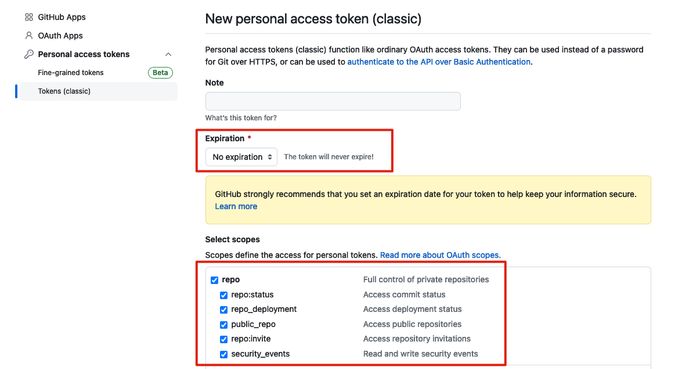 GitHub Apps
OAuth Apps
Personal access tokens
Fine-grained tokens Beta
Tokens (classic)
New personal access token (classic)
Personal access tokens (classic) function like ordinary OAuth access tokens. They can be used instead of a password
for Git over HTTPS, or can be used to authenticate to the API over Basic Authentication.
Note
What's this token for?
Expiration *
No expiration The token will never expire!
GitHub strongly recommends that you set an expiration date for your token to help keep your information secure.
Learn more
Select scopes
Scopes define the access for personal tokens. Read more about OAuth scopes.
repo Full control of private repositories
repo:status Access commit status
repo_deployment Access deployment status
public_repo Access public repositories
repo:invite Access repository invitations
security_events Read and write security events